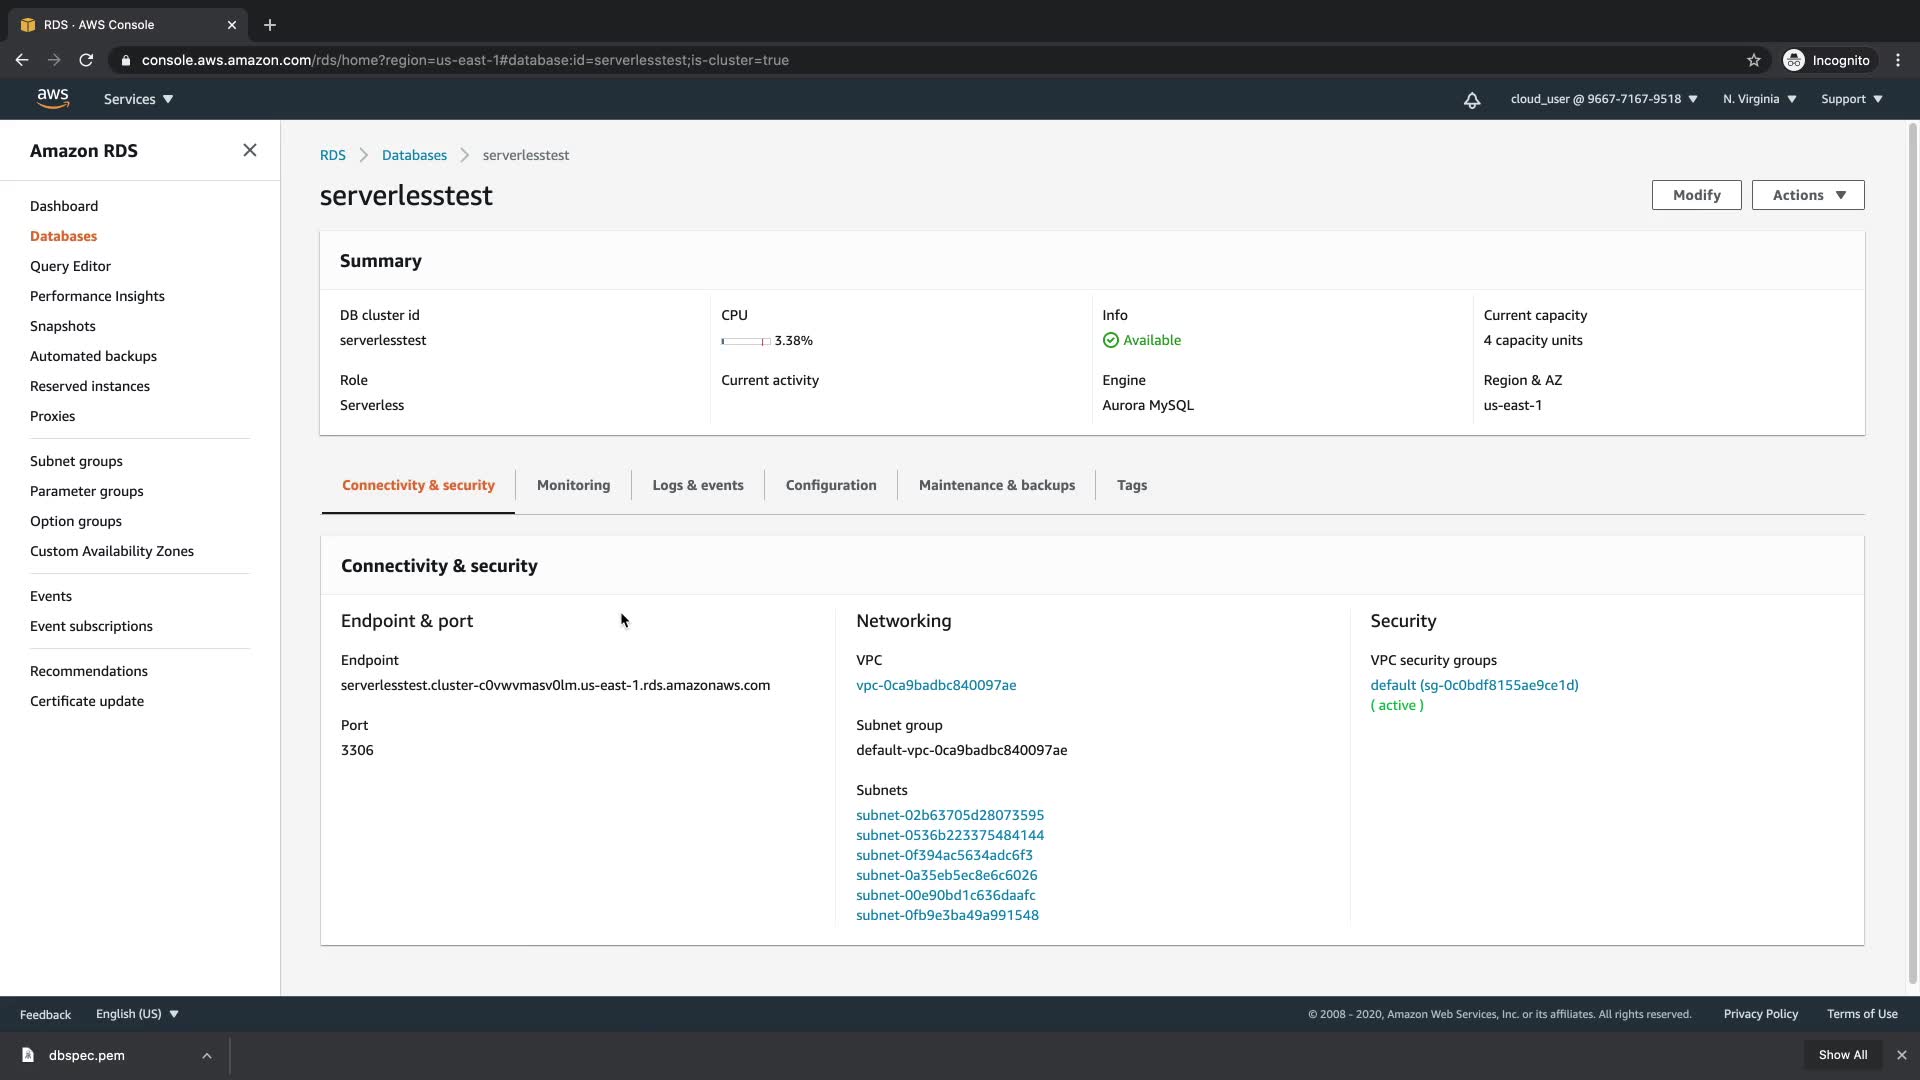 RDS · AWS Console
console.aws.amazon.com/rds/home?region=us-east-1#database:id=serverlesstest;is-cluster=true
Incognito
aws
Services
cloud_user @ 9667-7167-9518
N. Virginia
Support
Amazon RDS
Dashboard
Databases
Query Editor
Performance Insights
Snapshots
Automated backups
Reserved instances
Proxies
Subnet groups
Parameter groups
Option groups
Custom Availability Zones
Events
Event subscriptions
Recommendations
Certificate update
RDS
Databases
serverlesstest
serverlesstest
Modify
Actions
Summary
DB cluster id
serverlesstest
CPU
3.38%
Info
Available
Current capacity
4 capacity units
Role
Serverless
Current activity
Engine
Aurora MySQL
Region & AZ
us-east-1
Connectivity & security
Monitoring
Logs & events
Configuration
Maintenance & backups
Tags
Connectivity & security
Endpoint & port
Endpoint
serverlesstest.cluster-c0vwvmasv0lm.us-east-1.rds.amazonaws.com
Port
3306
Networking
VPC
vpc-0ca9badbc840097ae
Subnet group
default-vpc-0ca9badbc840097ae
Subnets
subnet-02b63705d28073595
subnet-0536b223375484144
subnet-0f394ac5634adc6f3
subnet-0a35eb5ec8e6c6026
subnet-00e90bd1c636daafc
subnet-0fb9e3ba49a991548
Security
VPC security groups
default (sg-0c0bdf8155ae9ce1d)
( active )
Feedback
English (US)
© 2008 - 2020, Amazon Web Services, Inc. or its affiliates. All rights reserved.
Privacy Policy
Terms of Use
dbspec.pem
Show All